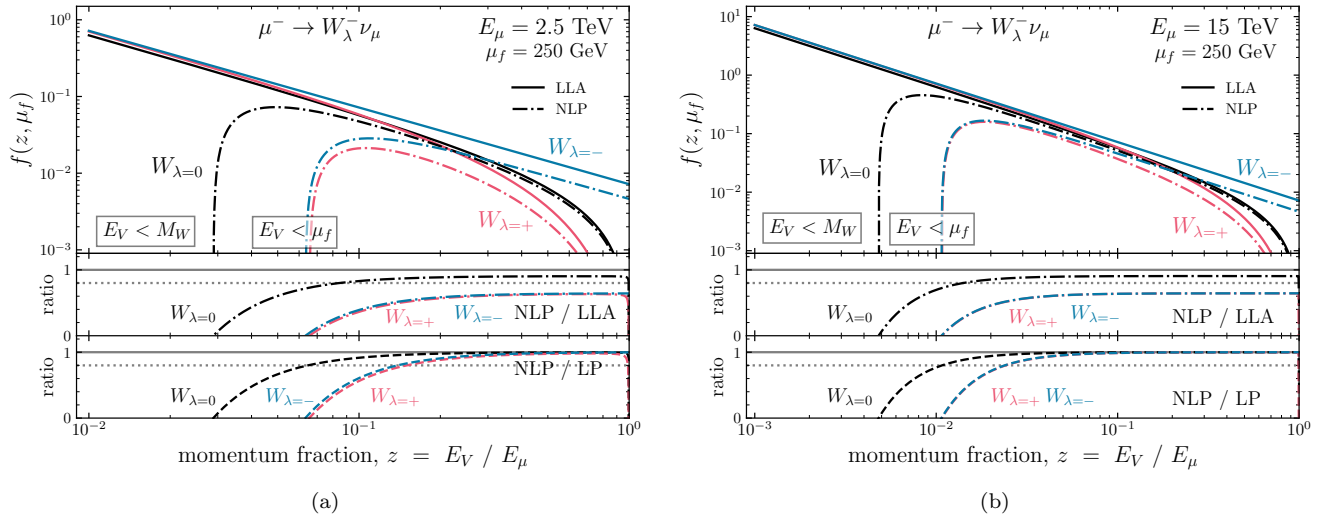 μ⁻ → W⁻_λ ν_μ
E_μ = 2.5 TeV
μ_f = 250 GeV
LLA
NLP
f(z, μ_f)
10⁰
10⁻¹
10⁻²
10⁻³
W_λ=−
W_λ=0
W_λ=+
E_V < M_W
E_V < μ_f
ratio
1
0
W_λ=0
W_λ=+
W_λ=−
NLP / LLA
ratio
1
0
W_λ=0
W_λ=−
W_λ=+
NLP / LP
10⁻²
10⁻¹
10⁰
momentum fraction, z = E_V / E_μ
(a)
μ⁻ → W⁻_λ ν_μ
E_μ = 15 TeV
μ_f = 250 GeV
LLA
NLP
f(z, μ_f)
10¹
10⁰
10⁻¹
10⁻²
10⁻³
W_λ=0
W_λ=−
W_λ=+
E_V < M_W
E_V < μ_f
ratio
1
0
W_λ=0
W_λ=+
W_λ=−
NLP / LLA
ratio
1
0
W_λ=0
W_λ=+
W_λ=−
NLP / LP
10⁻³
10⁻²
10⁻¹
10⁰
momentum fraction, z = E_V / E_μ
(b)